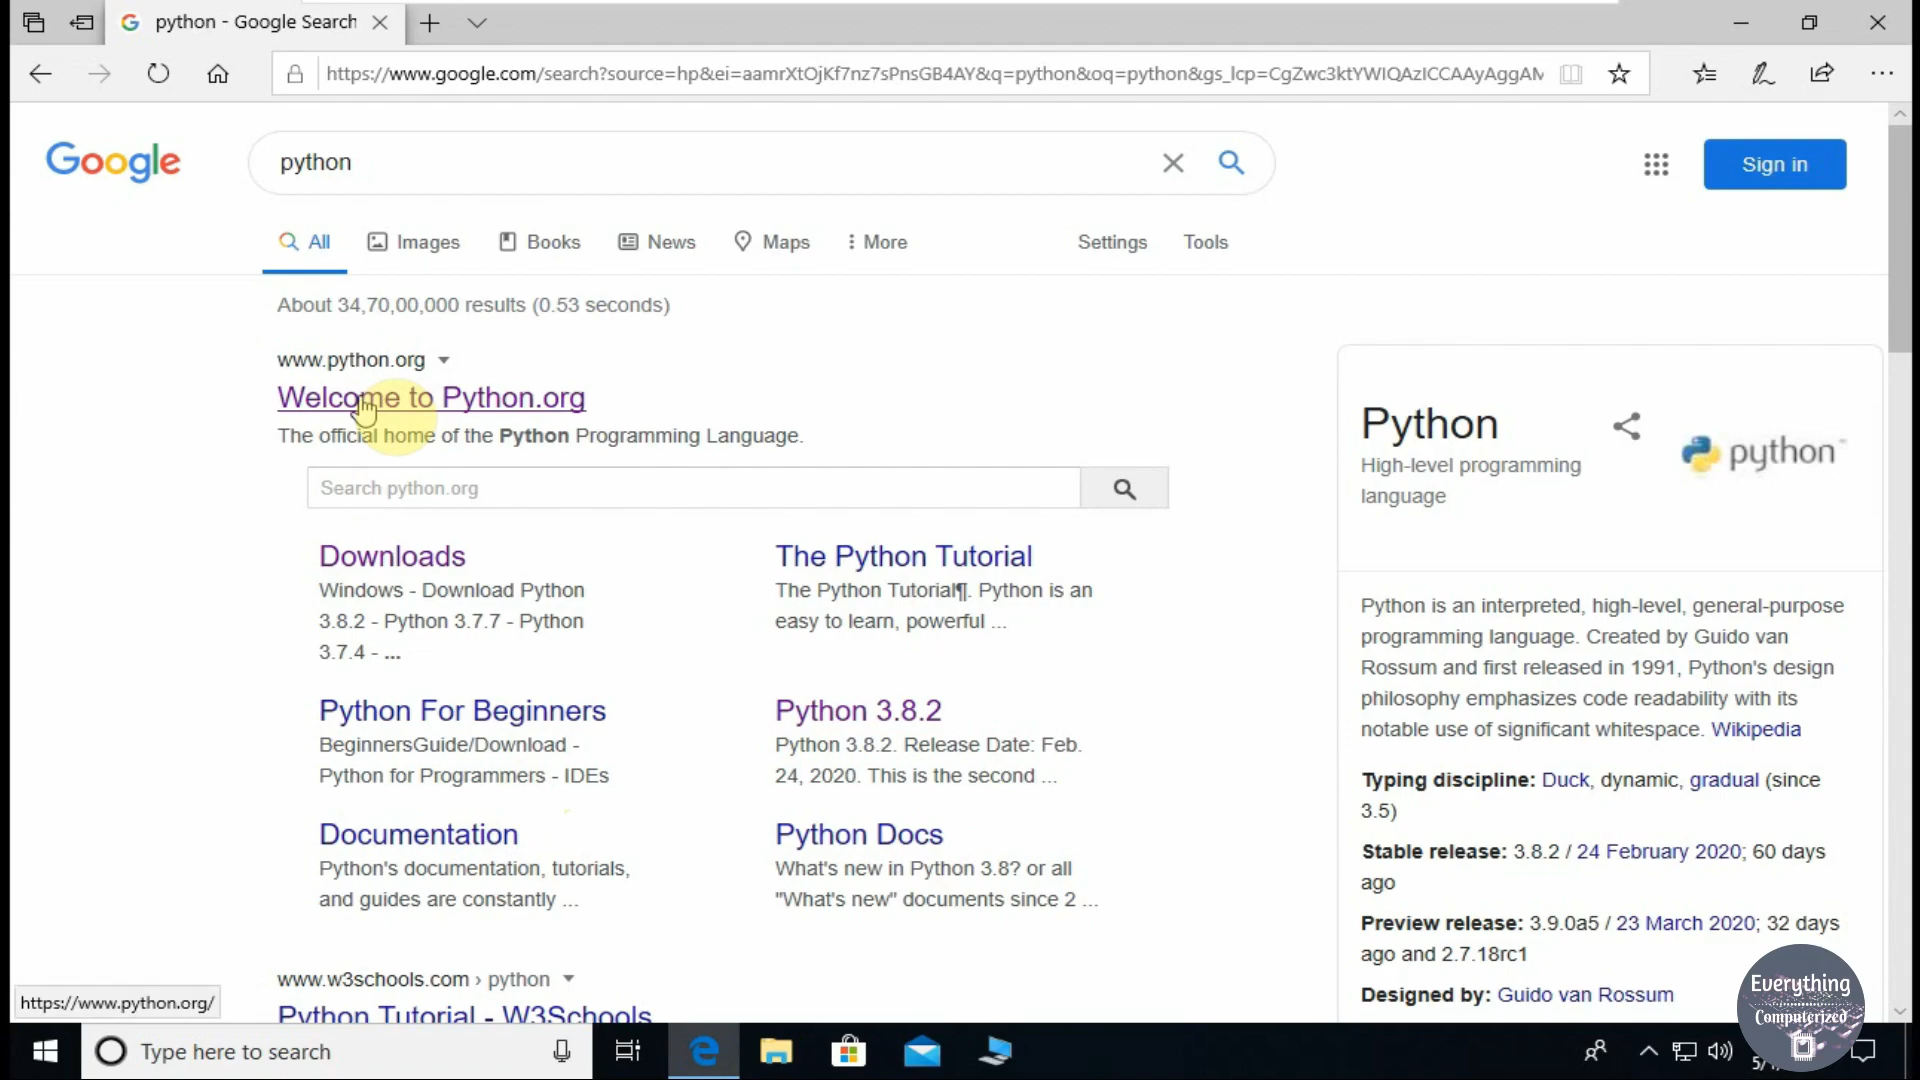 python - Google Search
https://www.google.com/search?source=hp&ei=aamrXtOjKf7nz7sPnsGB4AY&q=python&oq=python&gs_lcp=CgZwc3ktYWIQAzICCAAyAggAM
Google
python
Sign in
All Images Books News Maps More Settings Tools
About 34,70,00,000 results (0.53 seconds)
www.python.org
Welcome to Python.org
The official home of the Python Programming Language.
Search python.org
Downloads
Windows - Download Python
3.8.2 - Python 3.7.7 - Python
3.7.4 - ...
The Python Tutorial
The Python Tutorial¶. Python is an
easy to learn, powerful ...
Python For Beginners
BeginnersGuide/Download -
Python for Programmers - IDEs
Python 3.8.2
Python 3.8.2. Release Date: Feb.
24, 2020. This is the second ...
Documentation
Python's documentation, tutorials,
and guides are constantly ...
Python Docs
What's new in Python 3.8? or all
"What's new" documents since 2 ...
www.w3schools.com › python
Python Tutorial - W3Schools
Python
High-level programming
language
python
Python is an interpreted, high-level, general-purpose
programming language. Created by Guido van
Rossum and first released in 1991, Python's design
philosophy emphasizes code readability with its
notable use of significant whitespace. Wikipedia
Typing discipline: Duck, dynamic, gradual (since
3.5)
Stable release: 3.8.2 / 24 February 2020; 60 days
ago
Preview release: 3.9.0a5 / 23 March 2020; 32 days
ago and 2.7.18rc1
Designed by: Guido van Rossum
Everything
Computerized
https://www.python.org/
Type here to search